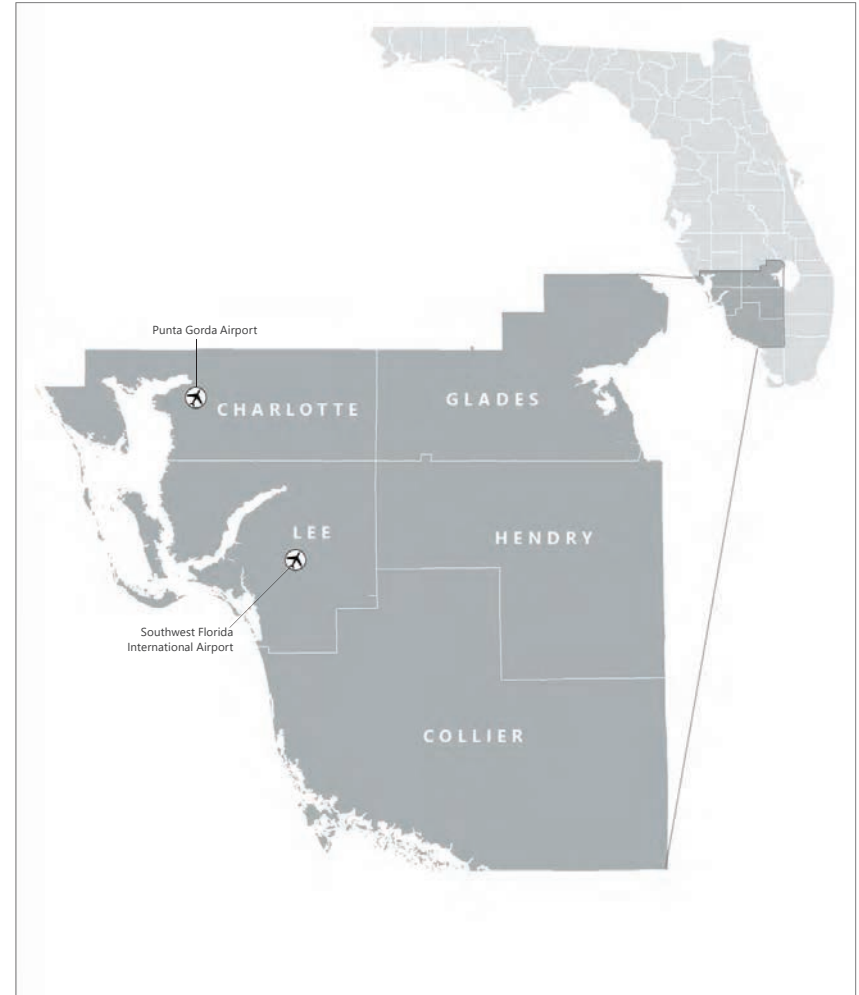 Punta Gorda Airport
GLADES
CHARLOTTE
LEE
HENDRY
Southwest Florida
International Airport
COLLIER